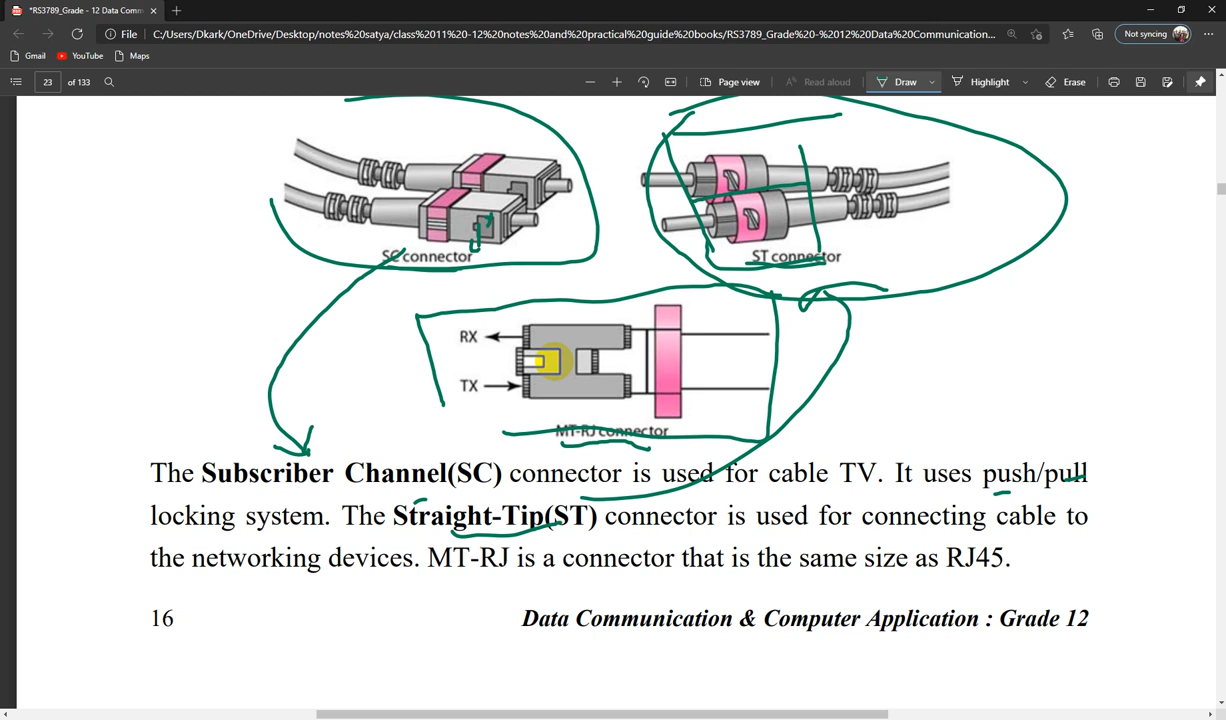 *RS3789_Grade - 12 Data Comm
File
C:/Users/Dkark/OneDrive/Desktop/notes%20satya/class%2011%20-12%20notes%20and%20practical%20guide%20books/RS3789_Grade%20-%2012%20Data%20Communication...
Not syncing
Gmail YouTube Maps
23 of 133 Page view Read aloud Draw Highlight Erase
SC connector ST connector
RX
TX
MT-RJ connector
The Subscriber Channel(SC) connector is used for cable TV. It uses push/pull
locking system. The Straight-Tip(ST) connector is used for connecting cable to
the networking devices. MT-RJ is a connector that is the same size as RJ45.
16 Data Communication & Computer Application : Grade 12